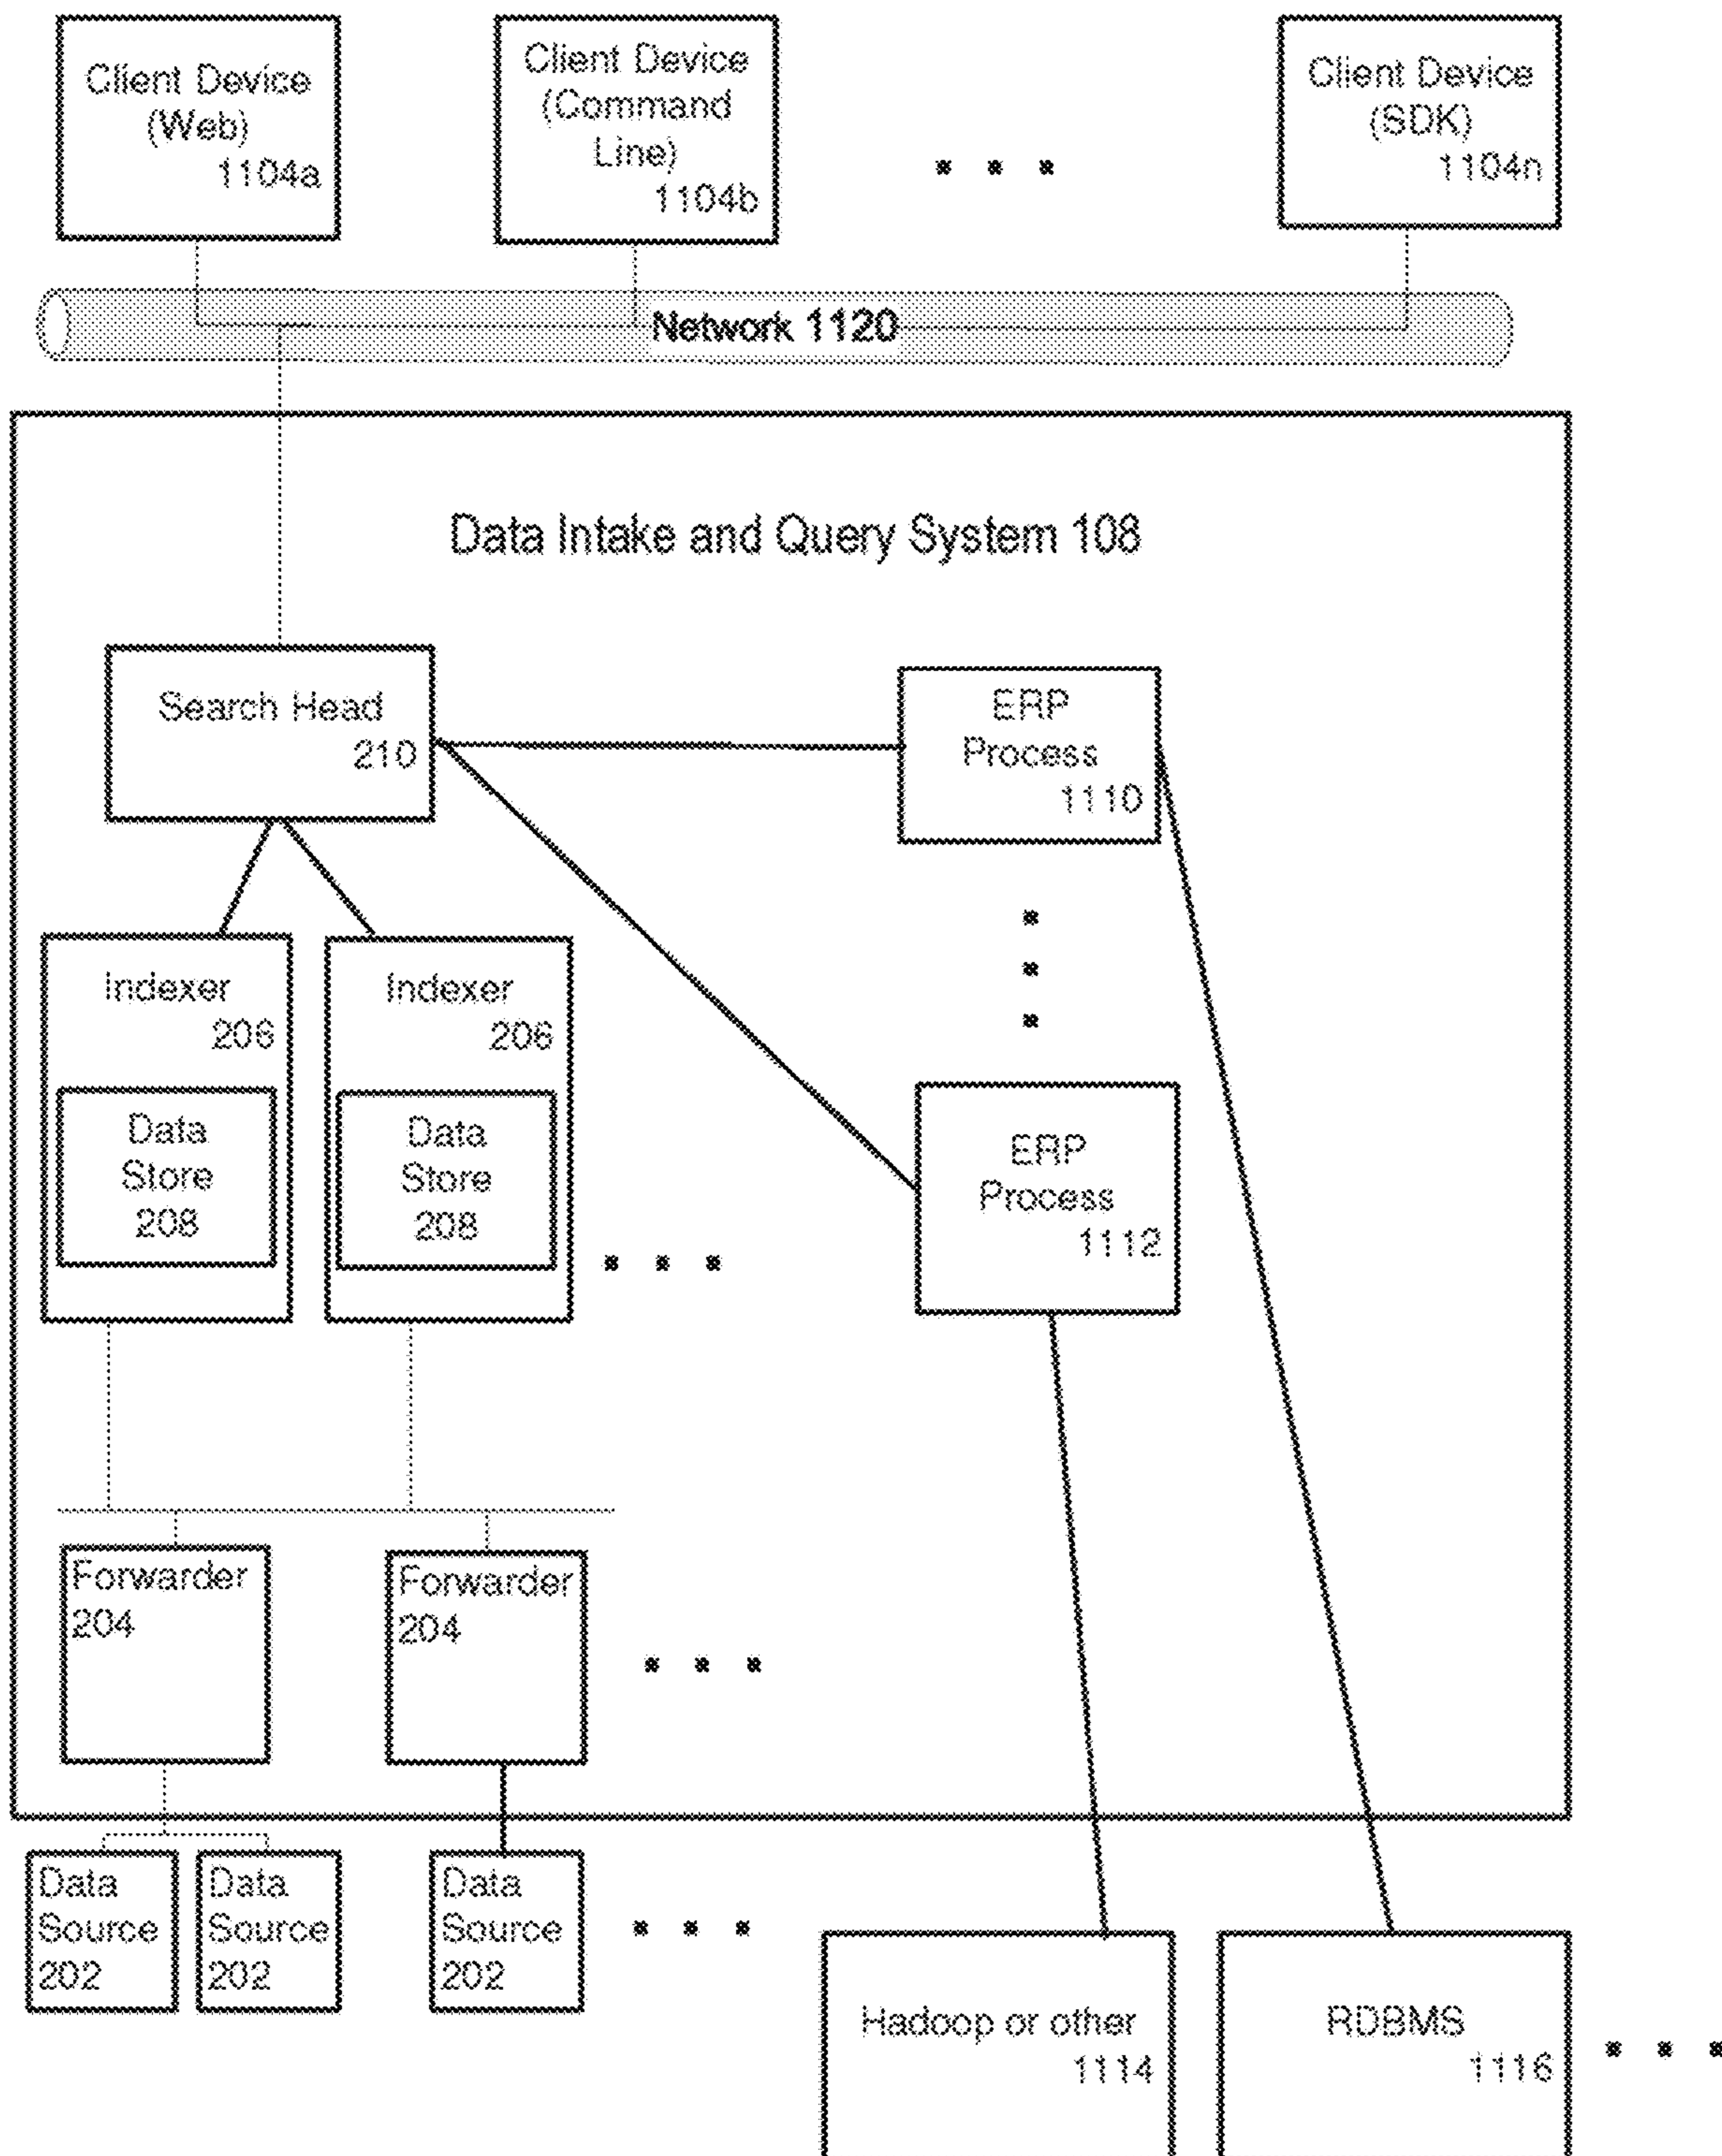 Client Device
(Web)
1104a
Client Device
(Command
Line)
1104b
Client Device
(SDK)
1104n
Network 1120
Data Intake and Query System 108
Search Head
210
ERP
Process
1110
Indexer
206
Data
Store
208
Indexer
206
Data
Store
208
ERP
Process
1112
Forwarder
204
Forwarder
204
Data
Source
202
Data
Source
202
Data
Source
202
Hadoop or other
1114
RDBMS
1116